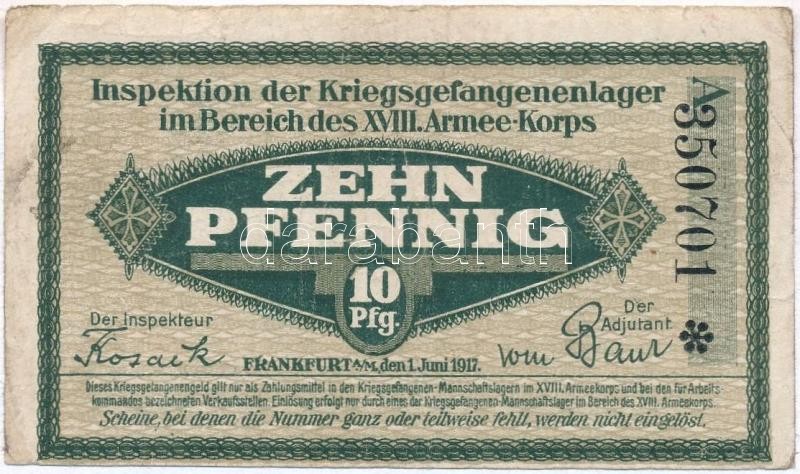 Inspektion der Kriegsgefangenenlager
im Bereich des XVIII. Armee-Korps
A350701
ZEHN
PFENNIG
darabanth
10
Pfg.
Der Inspekteur
Der
Adjutant
Kosack
FRANKFURT A/M, den 1. Juni 1917.
vom Baur
Dieses Kriegsgefangenengeld gilt nur als Zahlungsmittel in den Kriegsgefangenen-Mannschaftslagern im XVIII. Armeekorps und bei den für Arbeits-
kommandos bezeichneten Verkaufsstellen. Einlösung erfolgt nur durch eines der Kriegsgefangenen-Mannschaftslager im Bereich des XVIII. Armeekorps.
Scheine, bei denen die Nummer ganz oder teilweise fehlt, werden nicht eingelöst.